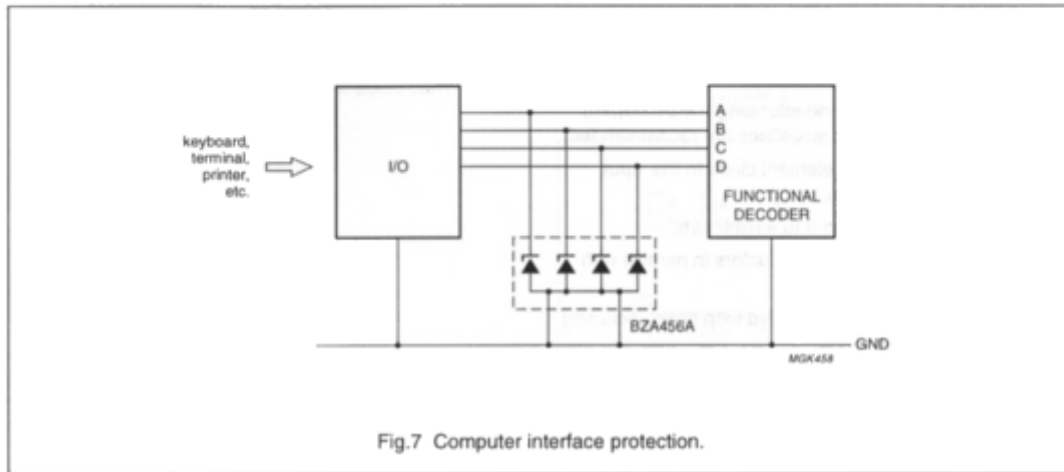 keyboard,
terminal,
printer,
etc.
I/O
A
B
C
D
FUNCTIONAL
DECODER
BZA456A
GND
MGK458
Fig.7 Computer interface protection.